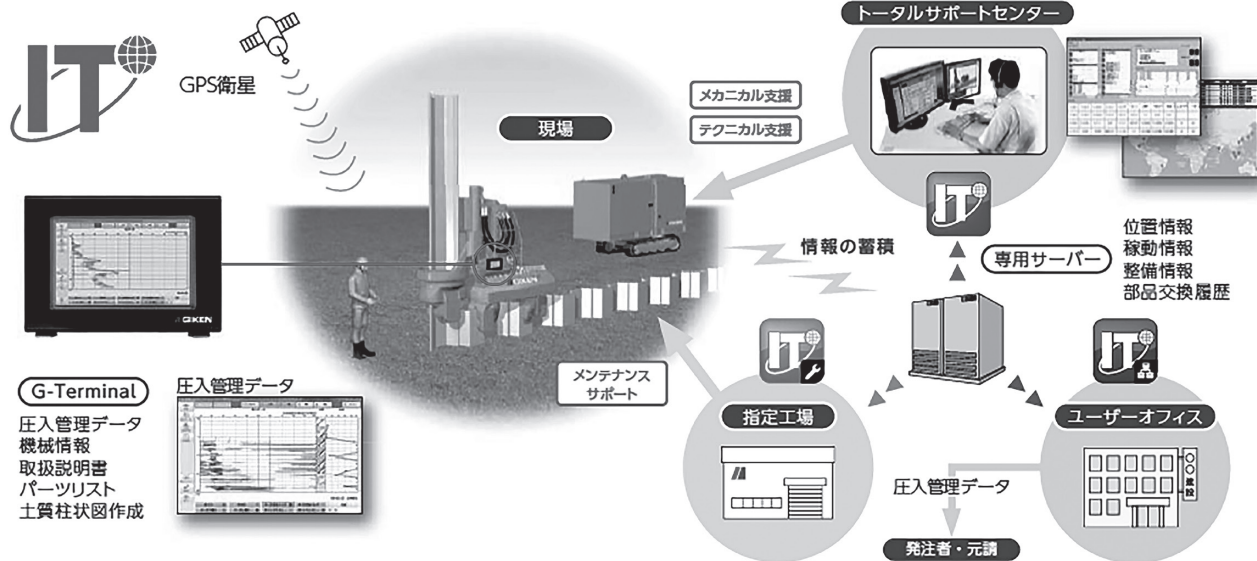 IT
GPS衛星
現場
メカニカル支援
テクニカル支援
トータルサポートセンター
IT
情報の蓄積
専用サーバー
位置情報
稼動情報
整備情報
部品交換履歴
GIKEN
G-Terminal
圧入管理データ
機械情報
取扱説明書
パーツリスト
土質柱状図作成
圧入管理データ
メンテナンス
サポート
IT
指定工場
IT
ユーザーオフィス
〇〇建設
圧入管理データ
発注者・元請